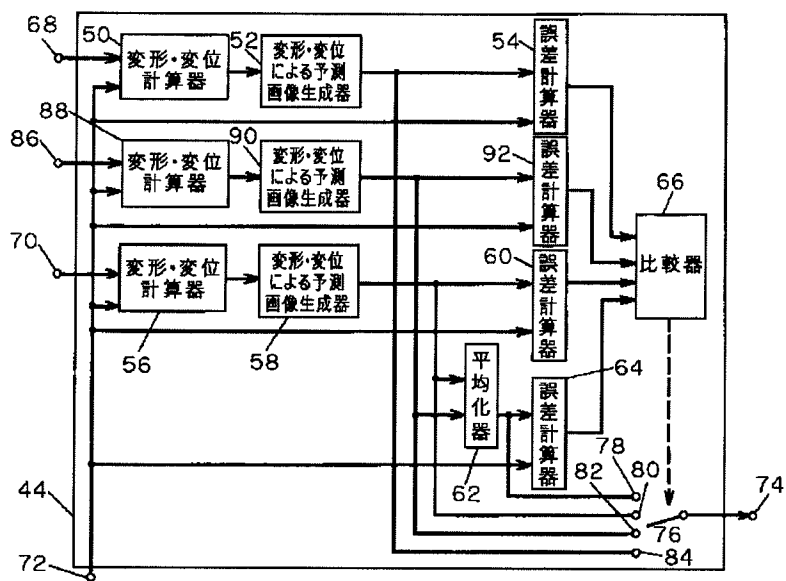 68
50
変形・変位
計算器
52
変形・変位
による予測
画像生成器
54
誤差計算器
88
86
変形・変位
計算器
90
変形・変位
による予測
画像生成器
92
誤差計算器
66
比較器
70
変形・変位
計算器
56
変形・変位
による予測
画像生成器
58
60
誤差計算器
平均化器
62
64
誤差計算器
78
82
80
76
74
84
44
72